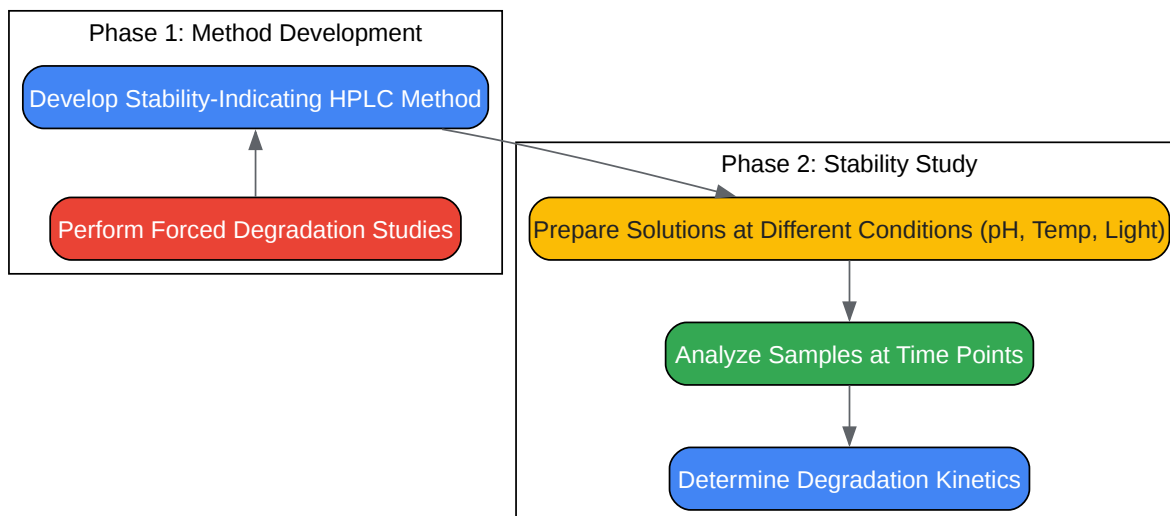 Phase 1: Method Development
Develop Stability-Indicating HPLC Method
Perform Forced Degradation Studies
Phase 2: Stability Study
Prepare Solutions at Different Conditions (pH, Temp, Light)
Analyze Samples at Time Points
Determine Degradation Kinetics